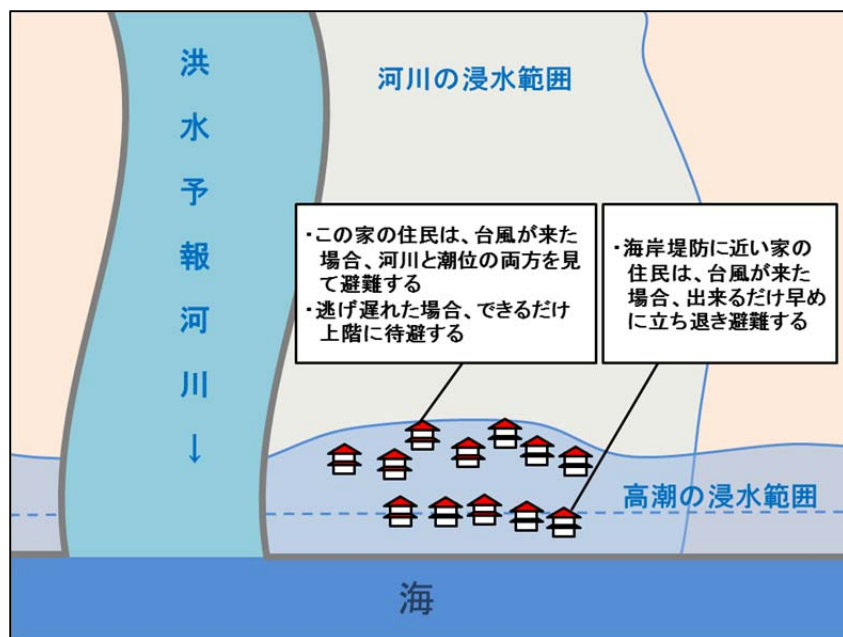 洪水予報河川↓
河川の浸水範囲
・この家の住民は、台風が来た
場合、河川と潮位の両方を見
て避難する
・逃げ遅れた場合、できるだけ
上階に待避する
・海岸堤防に近い家の
住民は、台風が来た
場合、出来るだけ早め
に立ち退き避難する
高潮の浸水範囲
海